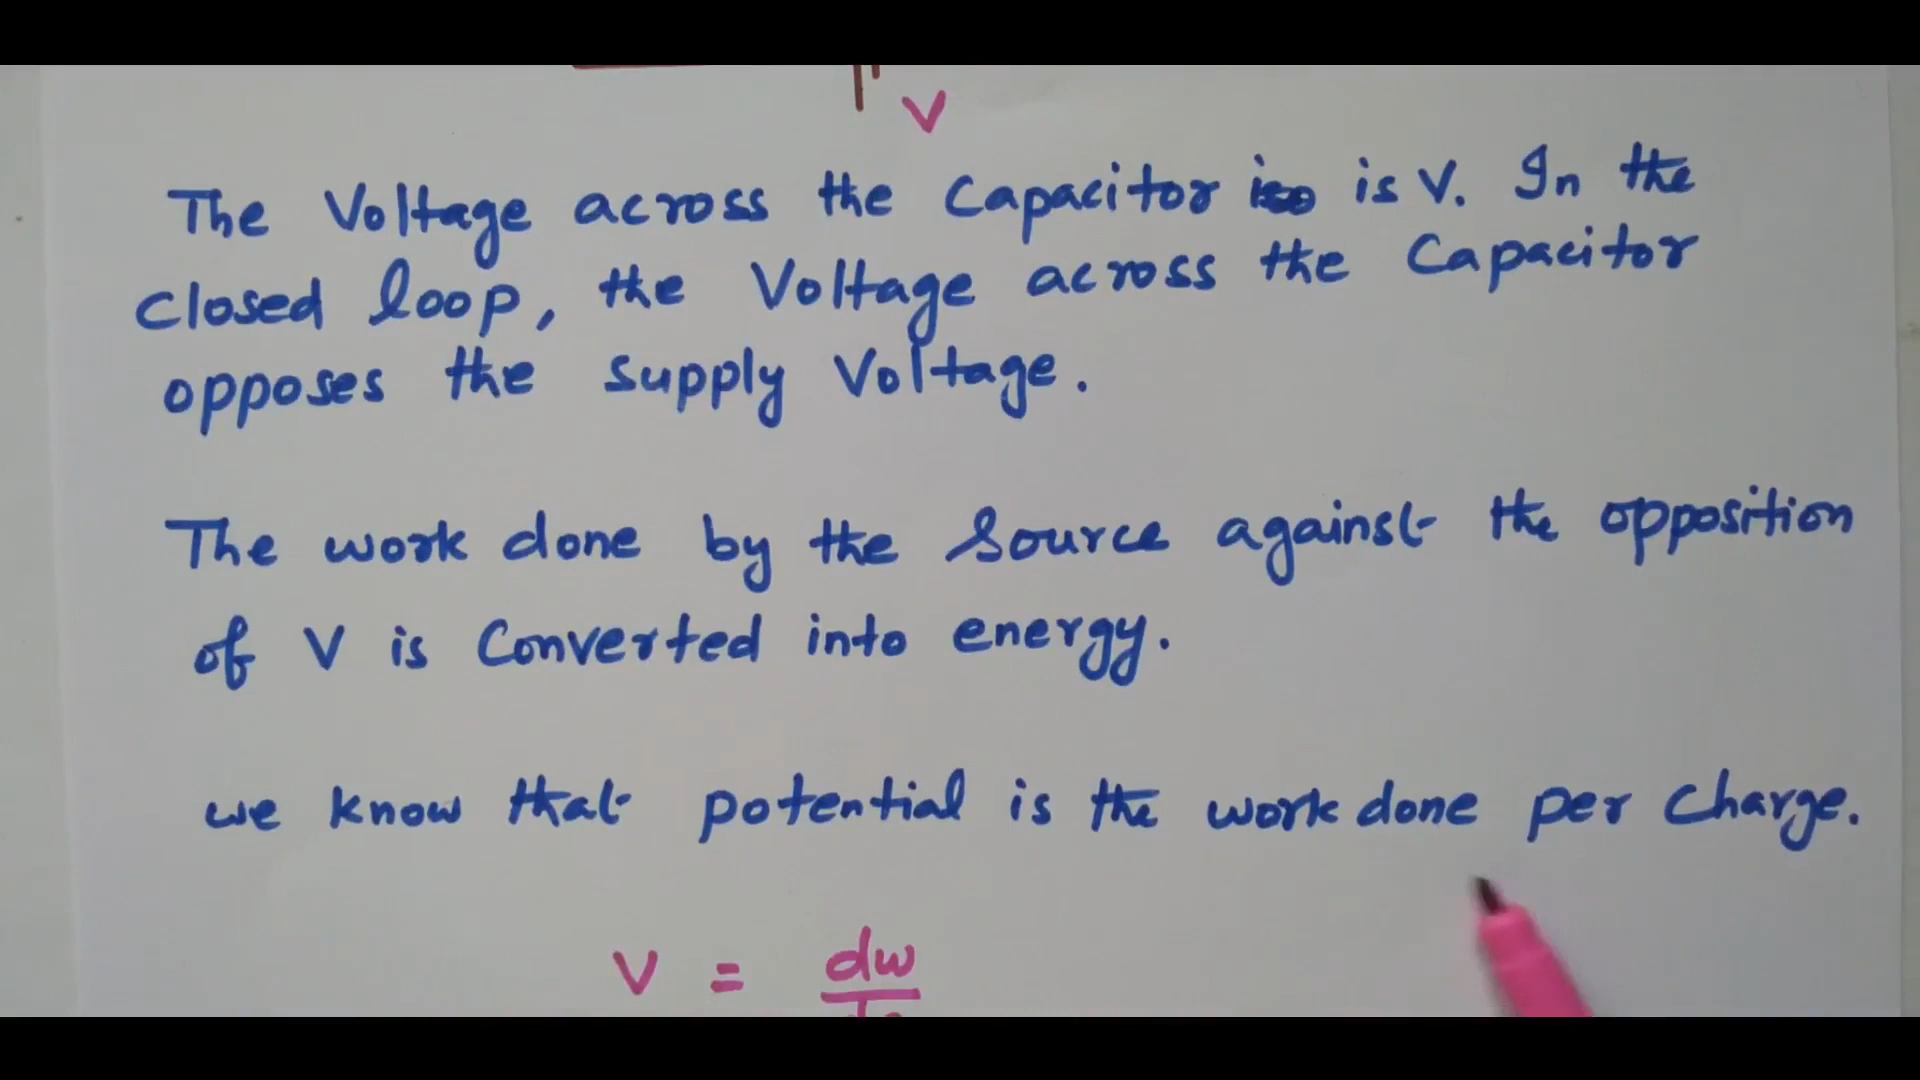 V
The Voltage across the Capacitor is V. In the
closed loop, the Voltage across the Capacitor
opposes the supply Voltage.
The work done by the Source against the opposition
of V is Converted into energy.
we know that potential is the work done per Charge.
V = dw